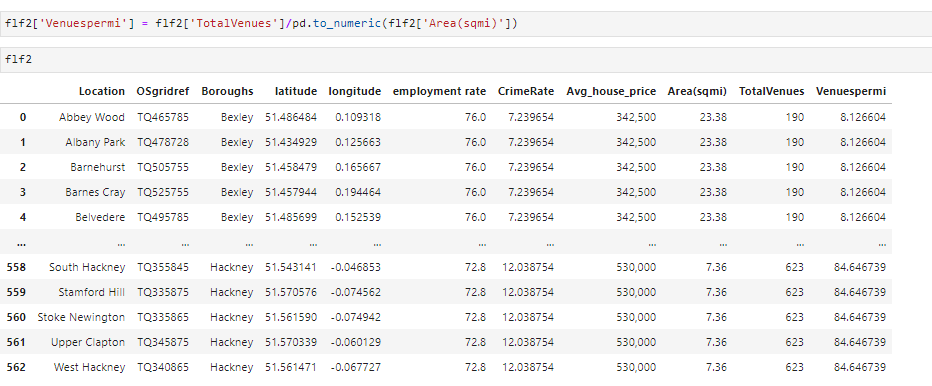 flf2['Venuespermi'] = flf2['TotalVenues']/pd.to_numeric(flf2['Area(sqmi)'])
flf2
Location OSgridref Boroughs latitude longitude employment rate CrimeRate Avg_house_price Area(sqmi) TotalVenues Venuespermi
0 Abbey Wood TQ465785 Bexley 51.486484 0.109318 76.0 7.239654 342,500 23.38 190 8.126604
1 Albany Park TQ478728 Bexley 51.434929 0.125663 76.0 7.239654 342,500 23.38 190 8.126604
2 Barnehurst TQ505755 Bexley 51.458479 0.165667 76.0 7.239654 342,500 23.38 190 8.126604
3 Barnes Cray TQ525755 Bexley 51.457944 0.194464 76.0 7.239654 342,500 23.38 190 8.126604
4 Belvedere TQ495785 Bexley 51.485699 0.152539 76.0 7.239654 342,500 23.38 190 8.126604
... ... ... ... ... ... ... ... ... ... ... ...
558 South Hackney TQ355845 Hackney 51.543141 -0.046853 72.8 12.038754 530,000 7.36 623 84.646739
559 Stamford Hill TQ335875 Hackney 51.570576 -0.074562 72.8 12.038754 530,000 7.36 623 84.646739
560 Stoke Newington TQ335865 Hackney 51.561590 -0.074942 72.8 12.038754 530,000 7.36 623 84.646739
561 Upper Clapton TQ345875 Hackney 51.570339 -0.060129 72.8 12.038754 530,000 7.36 623 84.646739
562 West Hackney TQ340865 Hackney 51.561471 -0.067727 72.8 12.038754 530,000 7.36 623 84.646739